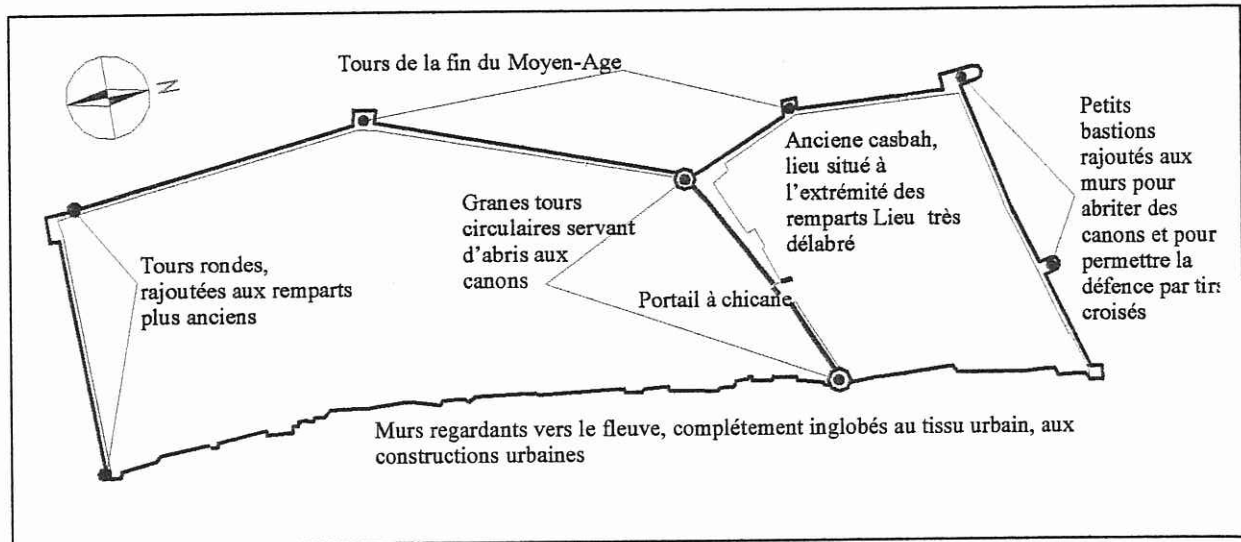 N
Tours de la fin du Moyen-Age
Anciene casbah,
lieu situé à
l'extrémité des
remparts Lieu très
délabré
Petits
bastions
rajoutés aux
murs pour
abriter des
canons et pour
permettre la
défence par tirs
croisés
Granes tours
circulaires servant
d'abris aux
canons
Tours rondes,
rajoutées aux remparts
plus anciens
Portail à chicane
Murs regardants vers le fleuve, complétement inglobés au tissu urbain, aux
constructions urbaines